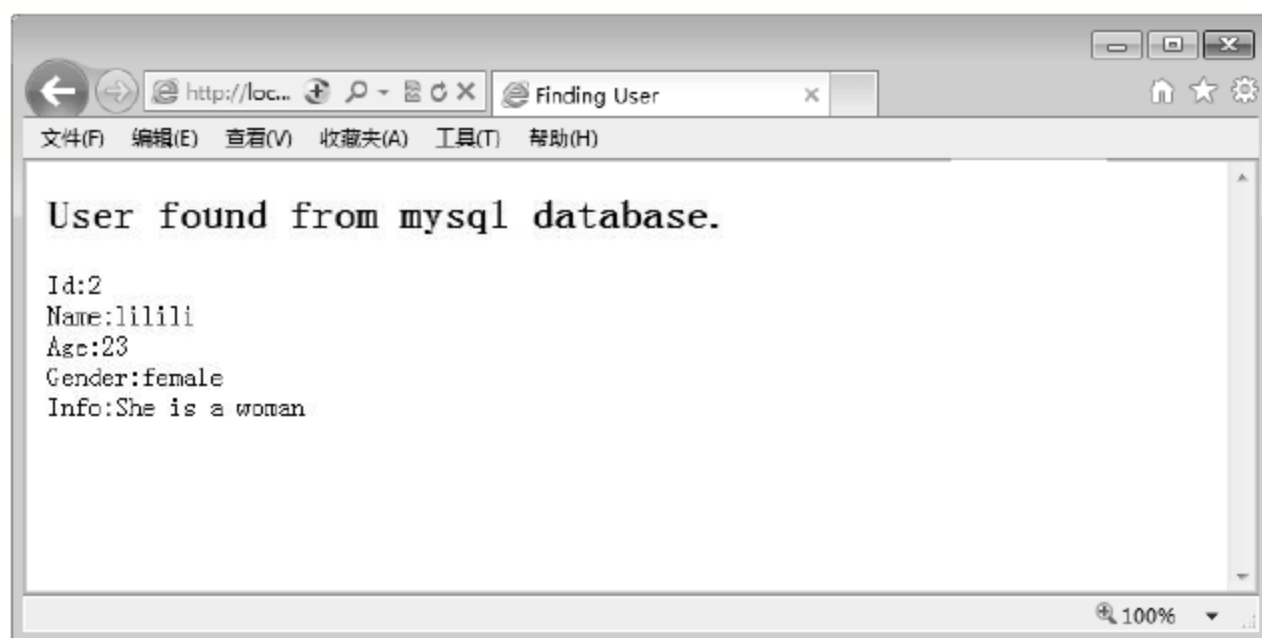 http://loc...
Finding User
文件(F) 编辑(E) 查看(V) 收藏夹(A) 工具(T) 帮助(H)
User found from mysql database.
Id:2
Name:lilili
Age:23
Gender:female
Info:She is a woman
100%